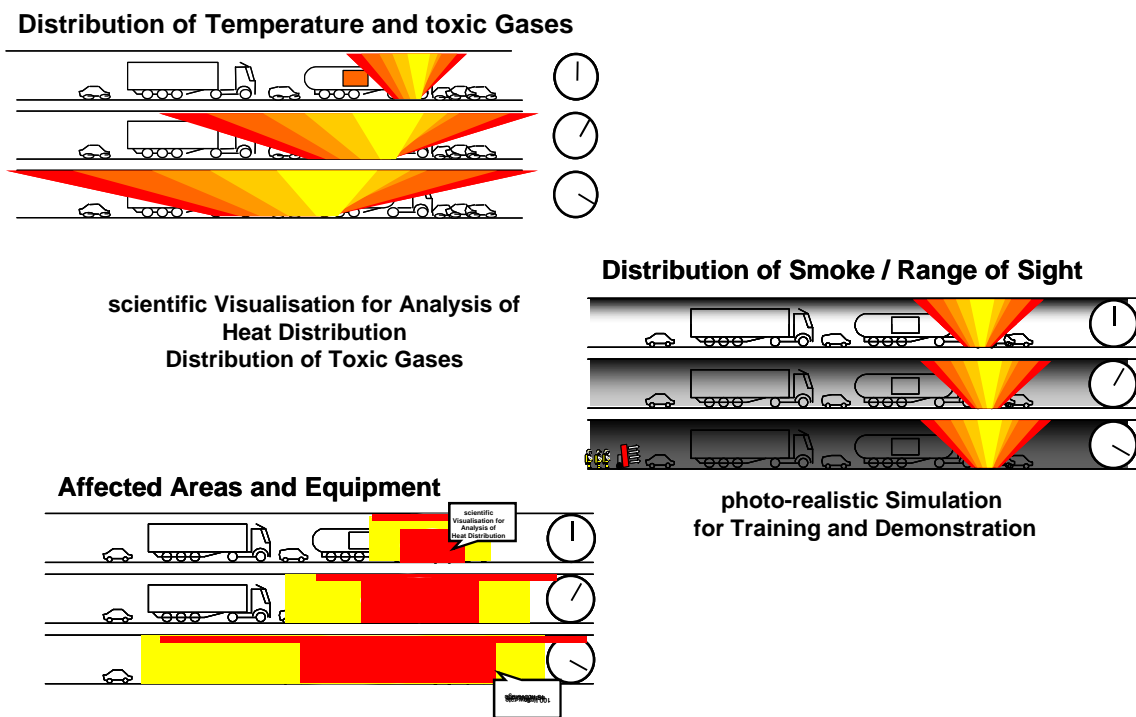 Distribution of Temperature and toxic Gases
scientific Visualisation for Analysis of
Heat Distribution
Distribution of Toxic Gases
Distribution of Smoke / Range of Sight
photo-realistic Simulation
for Training and Demonstration
Affected Areas and Equipment
scientific
Visualisation for
Analysis of
Heat Distribution